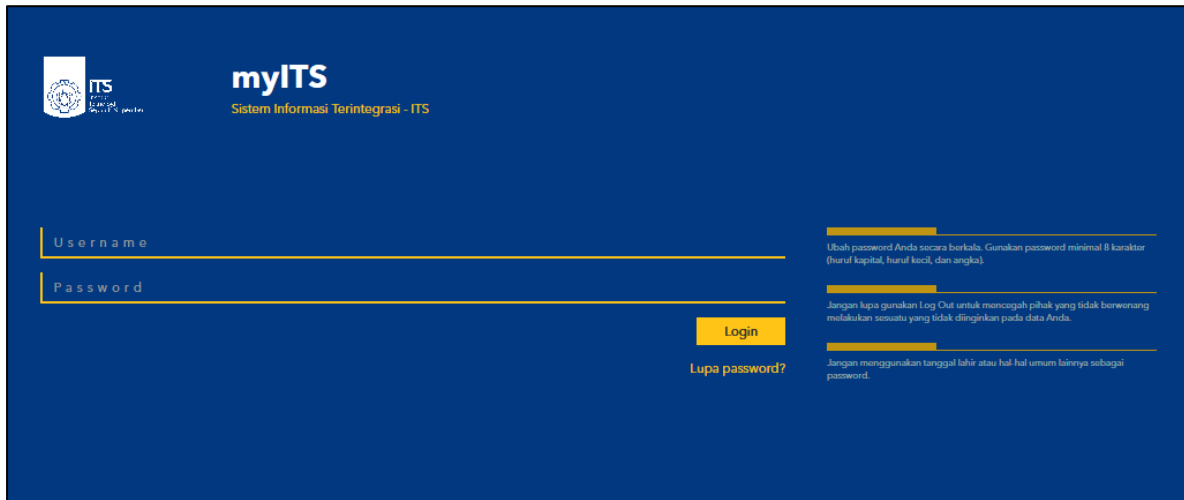 ITS
myITS
Sistem Informasi Terintegrasi - ITS
Username
Password
Login
Lupa password?
Ubah password Anda secara berkala. Gunakan password minimal 8 karakter
(huruf kapital, huruf kecil, dan angka).
Jangan lupa gunakan Log Out untuk mencegah pihak yang tidak berwenang
melakukan sesuatu yang tidak diinginkan pada data Anda.
Jangan menggunakan tanggal lahir atau hal-hal umum lainnya sebagai
password.